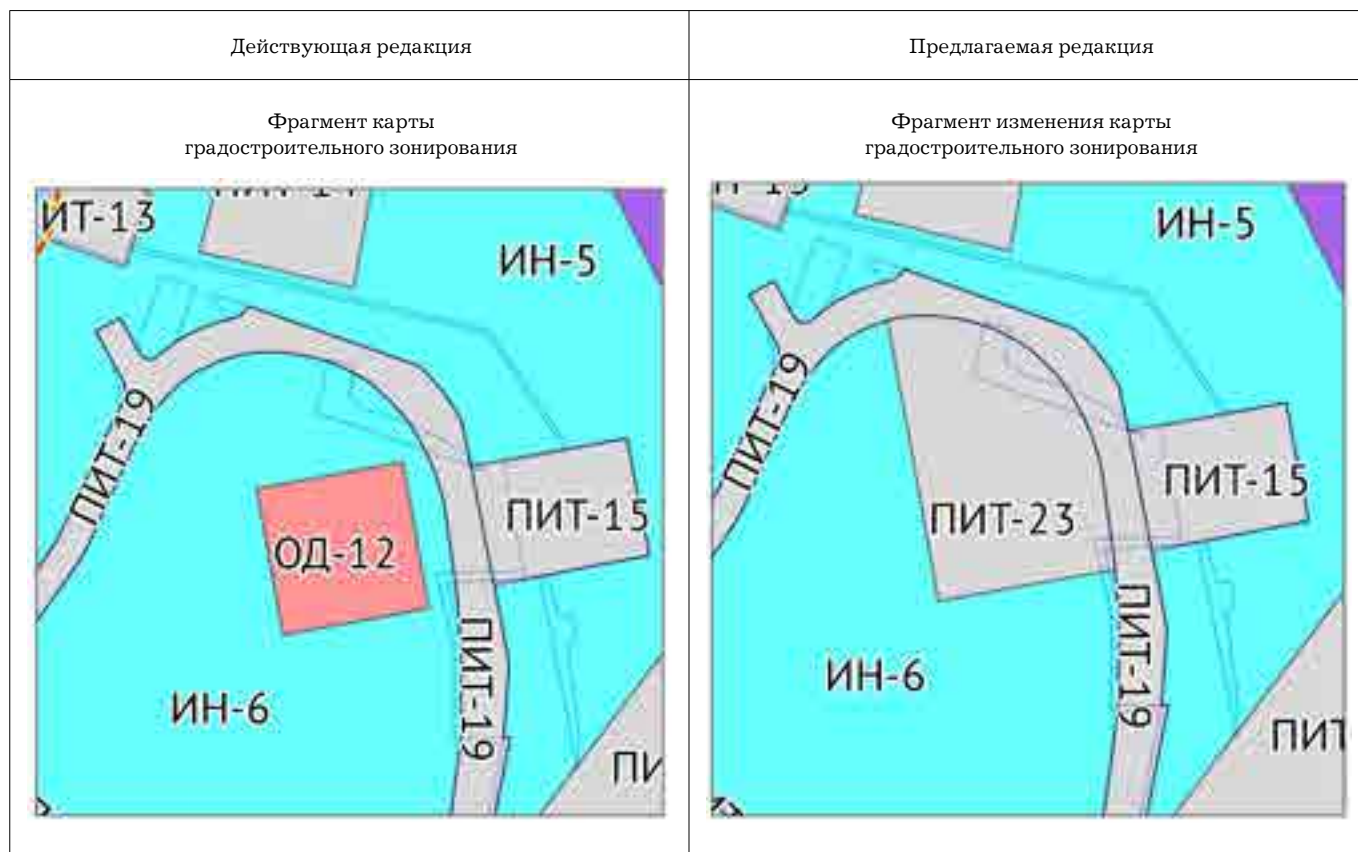 Действующая редакция
Предлагаемая редакция
Фрагмент карты
градостроительного зонирования
Фрагмент изменения карты
градостроительного зонирования
ИТ-13
ИН-5
ПИТ-19
ПИТ-15
ОД-12
ПИТ-19
ИН-6
ПИ
ИН-5
ПИТ-19
ПИТ-15
ПИТ-23
ПИТ-19
ИН-6
ПИТ